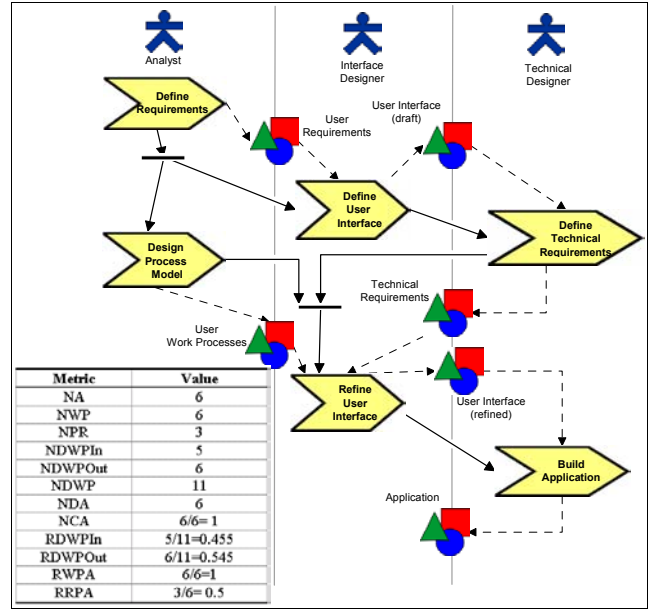 Analyst
Interface
Designer
Technical
Designer
Define
Requirements
User
Requirements
User Interface
(draft)
Define
User
Interface
Define
Technical
Requirements
Design
Process
Model
Technical
Requirements
User
Work Processes
Refine
User
Interface
User Interface
(refined)
Build
Application
Application
Metric Value
NA 6
NWP 6
NPR 3
NDWPIn 5
NDWPOut 6
NDWP 11
NDA 6
NCA 6/6= 1
RDWPIn 5/11=0.455
RDWPOut 6/11=0.545
RWPA 6/6=1
RRPA 3/6= 0.5